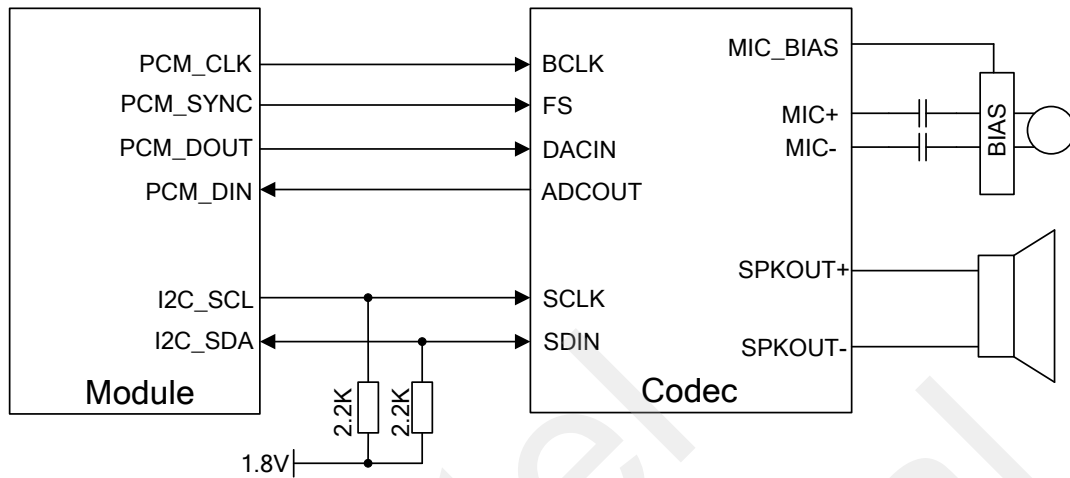 PCM_CLK
PCM_SYNC
PCM_DOUT
PCM_DIN
I2C_SCL
I2C_SDA
Module
2.2K
2.2K
1.8V
BCLK
FS
DACIN
ADCOUT
SCLK
SDIN
Codec
MIC_BIAS
MIC+
MIC-
SPKOUT+
SPKOUT-
BIAS